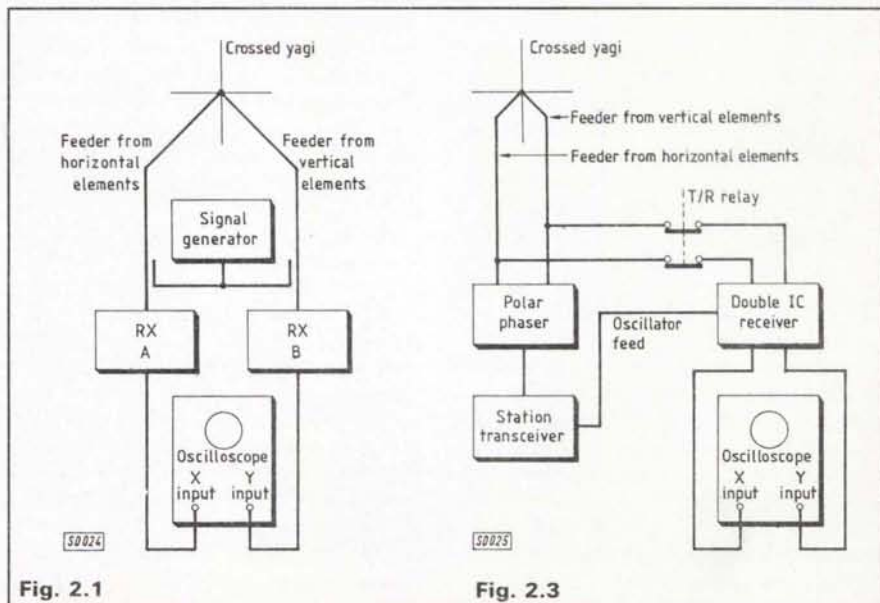 Crossed yagi
Feeder from
horizontal
elements
Feeder from
vertical
elements
Signal
generator
RX
A
RX
B
Oscilloscope
X
input
Y
input
SD024
Fig. 2.1
Crossed yagi
Feeder from vertical elements
Feeder from horizontal elements
T/R relay
Polar
phaser
Double IC
receiver
Oscillator
feed
Station
transceiver
Oscilloscope
X
input
Y
input
SD025
Fig. 2.3